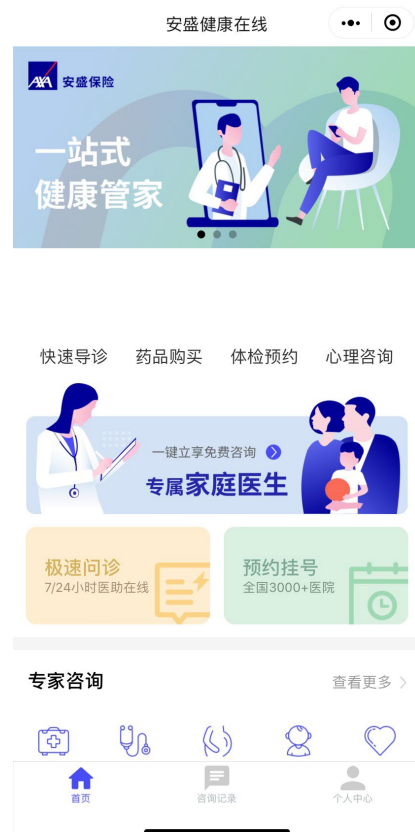 安盛健康在线
AXA 安盛保险
一站式
健康管家
快速导诊 药品购买 体检预约 心理咨询
一键立享免费咨询
专属家庭医生
极速问诊
7/24小时医助在线
预约挂号
全国3000+医院
专家咨询 查看更多
首页 咨询记录 个人中心